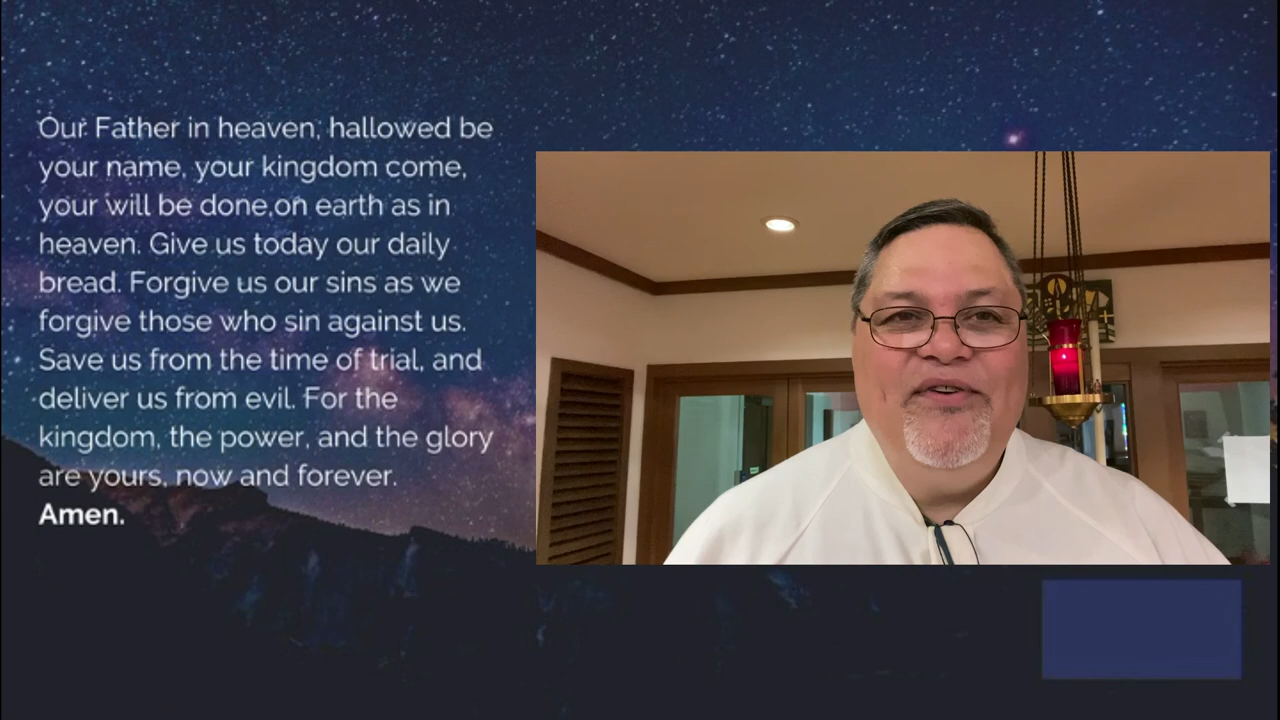 Our Father in heaven, hallowed be
your name, your kingdom come,
your will be done,on earth as in
heaven. Give us today our daily
bread. Forgive us our sins as we
forgive those who sin against us.
Save us from the time of trial, and
deliver us from evil. For the
kingdom, the power, and the glory
are yours, now and forever.
Amen.